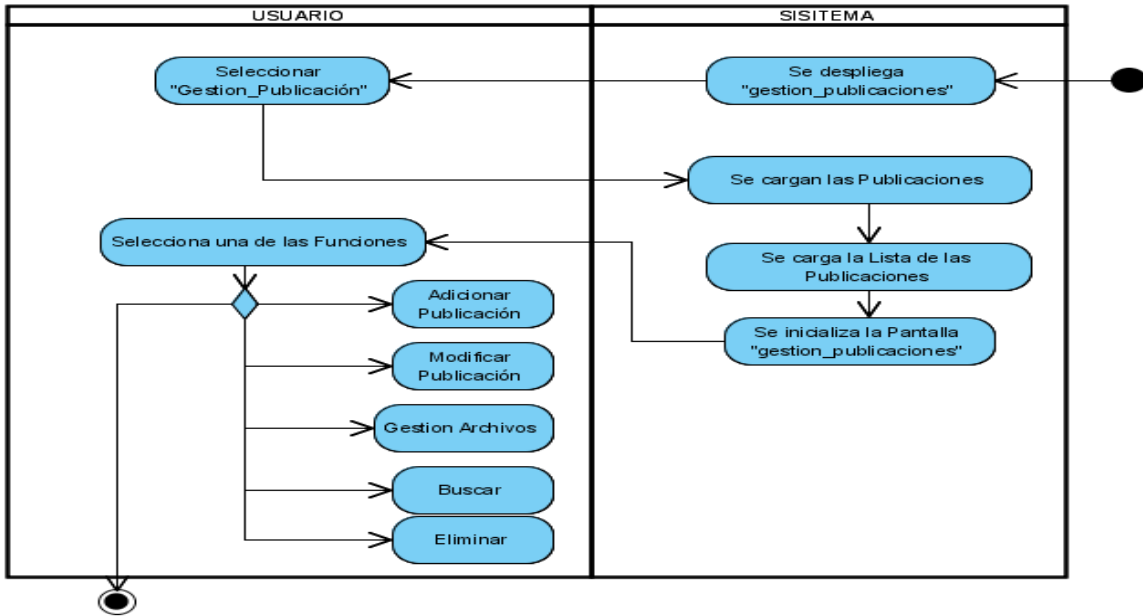 USUARIO
SISITEMA
Seleccionar
"Gestion_Publicación"
Se despliega
"gestion_publicaciones"
Se cargan las Publicaciones
Selecciona una de las Funciones
Se carga la Lista de las
Publicaciones
Adicionar
Publicación
Se inicializa la Pantalla
"gestion_publicaciones"
Modificar
Publicación
Gestion Archivos
Buscar
Eliminar